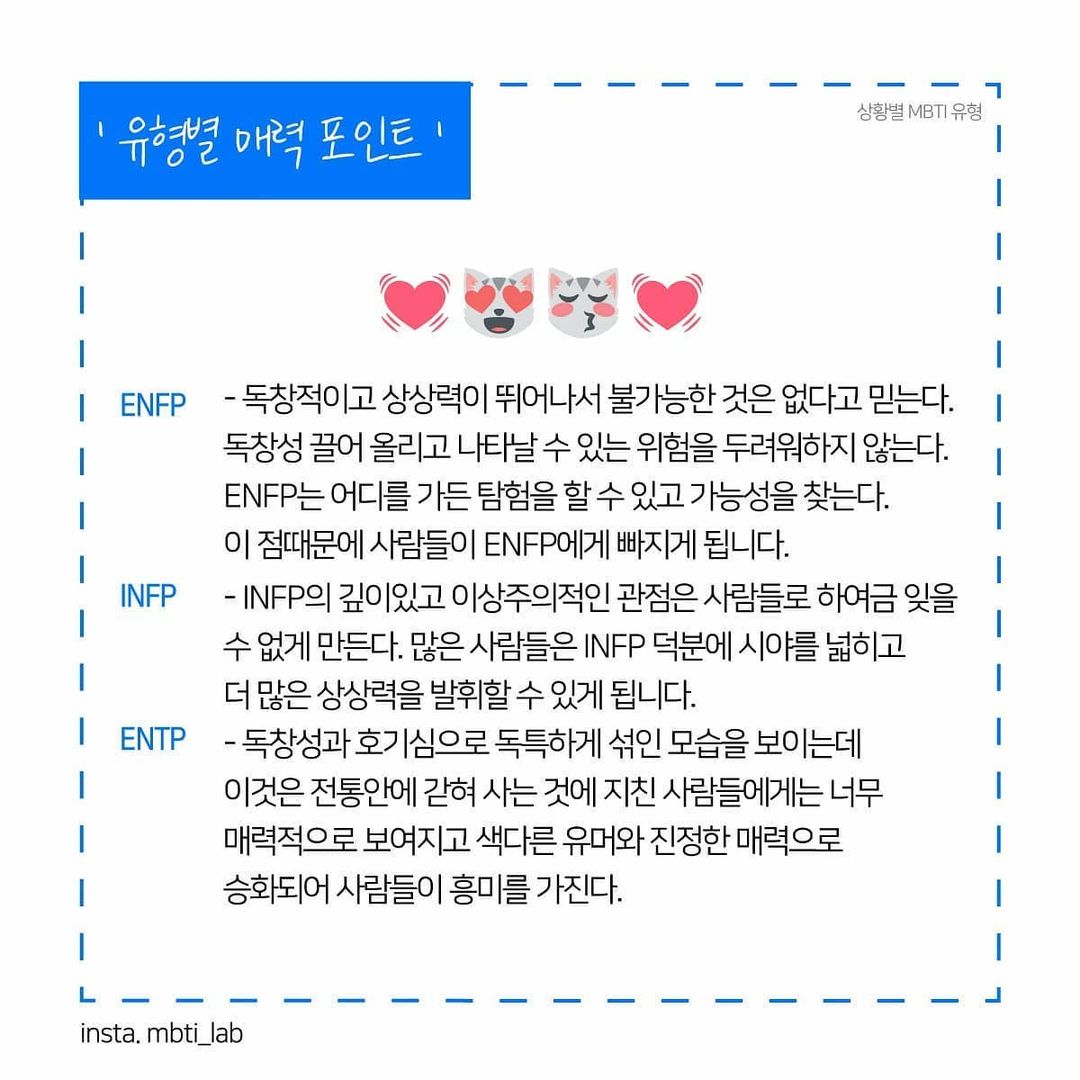 ' 유형별 매력 포인트 '
상황별 MBTI 유형
ENFP - 독창적이고 상상력이 뛰어나서 불가능한 것은 없다고 믿는다.
독창성 끌어 올리고 나타날 수 있는 위험을 두려워하지 않는다.
ENFP는 어디를 가든 탐험을 할 수 있고 가능성을 찾는다.
이 점때문에 사람들이 ENFP에게 빠지게 됩니다.
INFP - INFP의 깊이있고 이상주의적인 관점은 사람들로 하여금 잊을
수 없게 만든다. 많은 사람들은 INFP 덕분에 시야를 넓히고
더 많은 상상력을 발휘할 수 있게 됩니다.
ENTP - 독창성과 호기심으로 독특하게 섞인 모습을 보이는데
이것은 전통안에 갇혀 사는 것에 지친 사람들에게는 너무
매력적으로 보여지고 색다른 유머와 진정한 매력으로
승화되어 사람들이 흥미를 가진다.
insta. mbti_lab